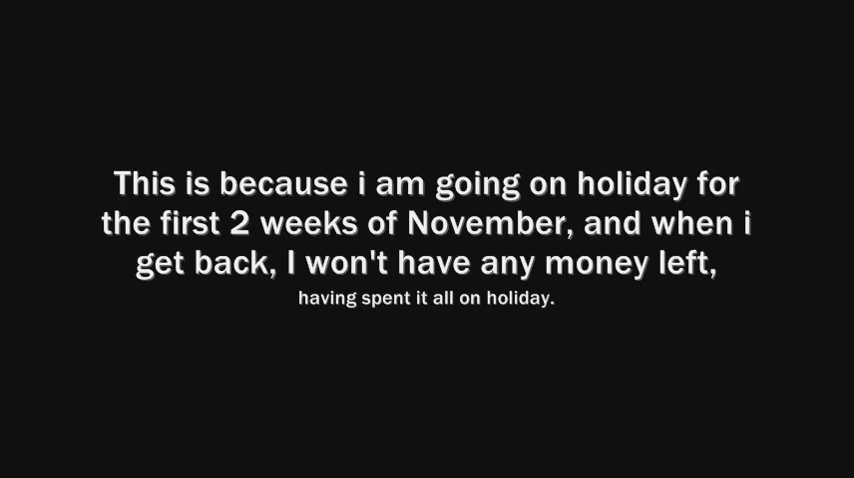 This is because i am going on holiday for
the first 2 weeks of November, and when i
get back, I won't have any money left,
having spent it all on holiday.